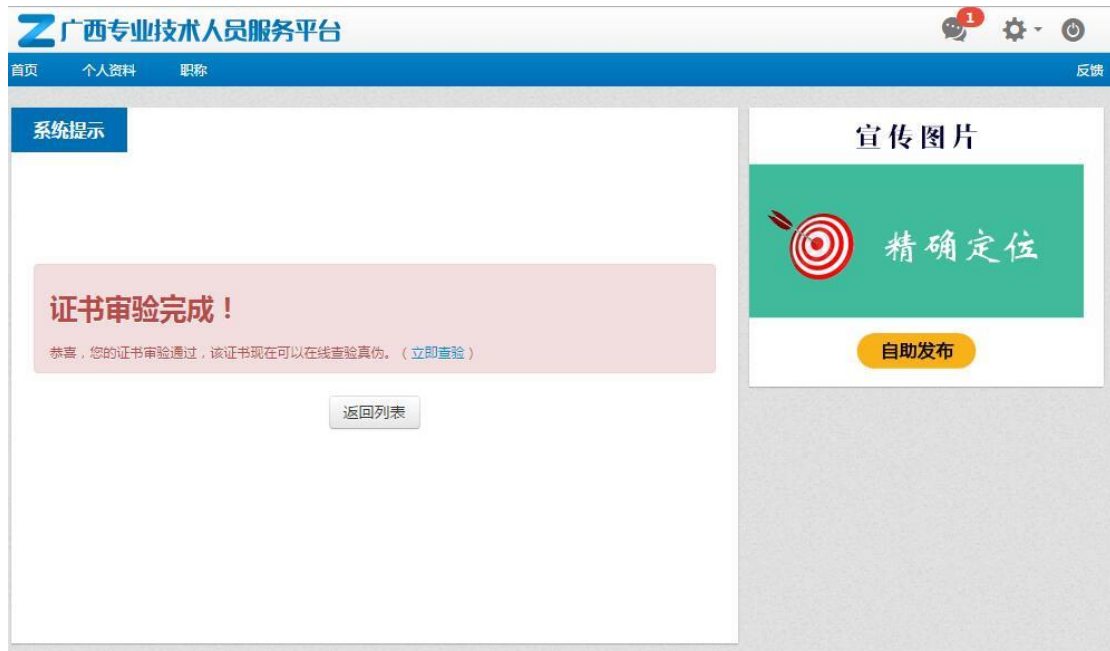 广西专业技术人员服务平台
1
首页 个人资料 职称 反馈
系统提示
证书审验完成！
恭喜，您的证书审验通过，该证书现在可以在线查验真伪。（立即查验）
返回列表
宣传图片
精确定位
自助发布